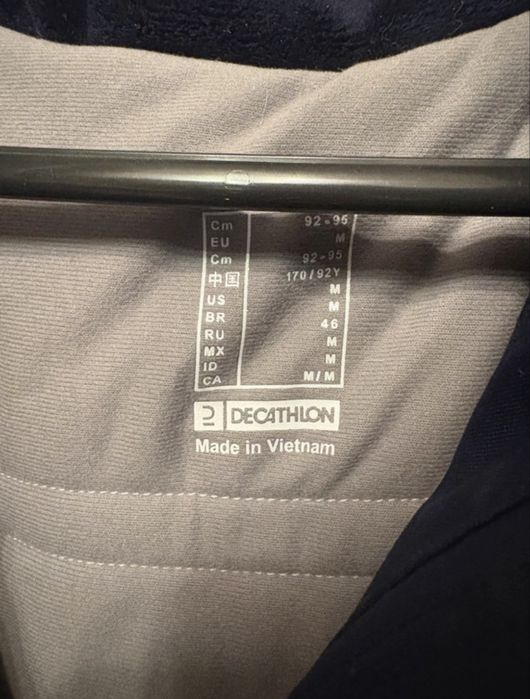 Cm 92-95
EU M
Cm 92-95
中国 170/92Y
US M
BR M
RU 46
MX M
ID M
CA M/M
DECATHLON
Made in Vietnam